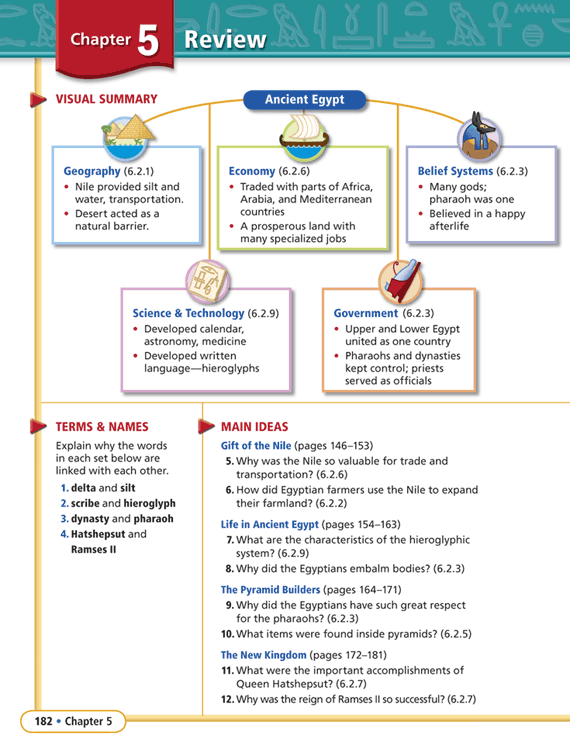 Chapter 5 Review
VISUAL SUMMARY
Ancient Egypt
Geography (6.2.1)
• Nile provided silt and
water, transportation.
• Desert acted as a
natural barrier.
Economy (6.2.6)
• Traded with parts of Africa,
Arabia, and Mediterranean
countries
• A prosperous land with
many specialized jobs
Belief Systems (6.2.3)
• Many gods;
pharaoh was one
• Believed in a happy
afterlife
Science & Technology (6.2.9)
• Developed calendar,
astronomy, medicine
• Developed written
language—hieroglyphs
Government (6.2.3)
• Upper and Lower Egypt
united as one country
• Pharaohs and dynasties
kept control; priests
served as officials
TERMS & NAMES
Explain why the words
in each set below are
linked with each other.
1. delta and silt
2. scribe and hieroglyph
3. dynasty and pharaoh
4. Hatshepsut and
Ramses II
MAIN IDEAS
Gift of the Nile (pages 146–153)
5. Why was the Nile so valuable for trade and
transportation? (6.2.6)
6. How did Egyptian farmers use the Nile to expand
their farmland? (6.2.2)
Life in Ancient Egypt (pages 154–163)
7. What are the characteristics of the hieroglyphic
system? (6.2.9)
8. Why did the Egyptians embalm bodies? (6.2.3)
The Pyramid Builders (pages 164–171)
9. Why did the Egyptians have such great respect
for the pharaohs? (6.2.3)
10. What items were found inside pyramids? (6.2.5)
The New Kingdom (pages 172–181)
11. What were the important accomplishments of
Queen Hatshepsut? (6.2.7)
12. Why was the reign of Ramses II so successful? (6.2.7)
182 • Chapter 5